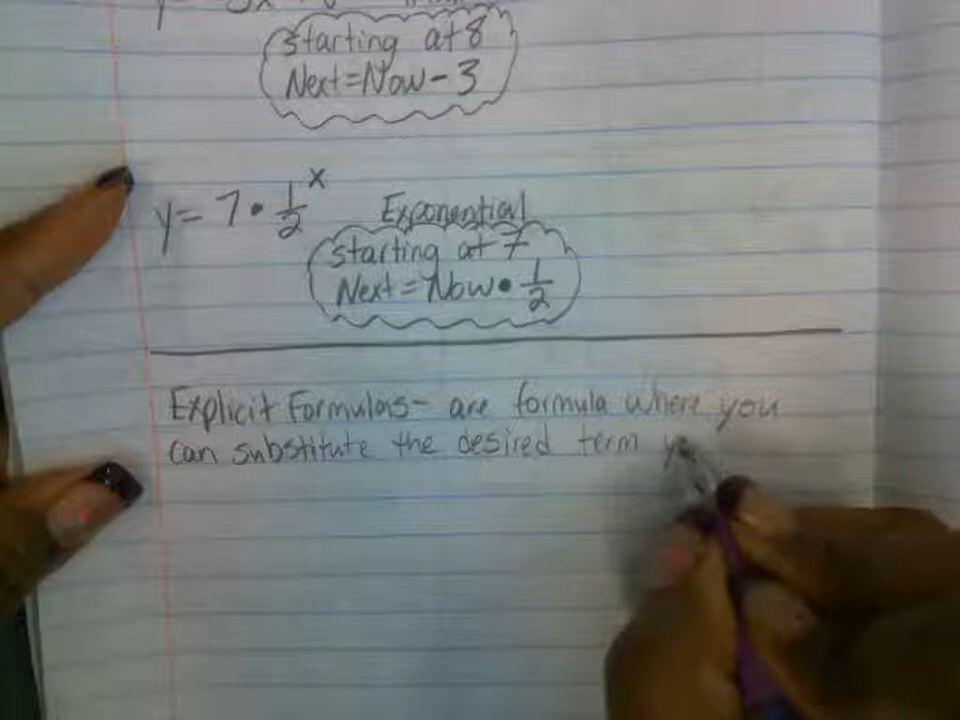 starting at 8
Next=Now-3
y=7•1/2^x
Exponential
starting at 7
Next=Now•1/2
Explicit Formulas- are formula where you
can substitute the desired term